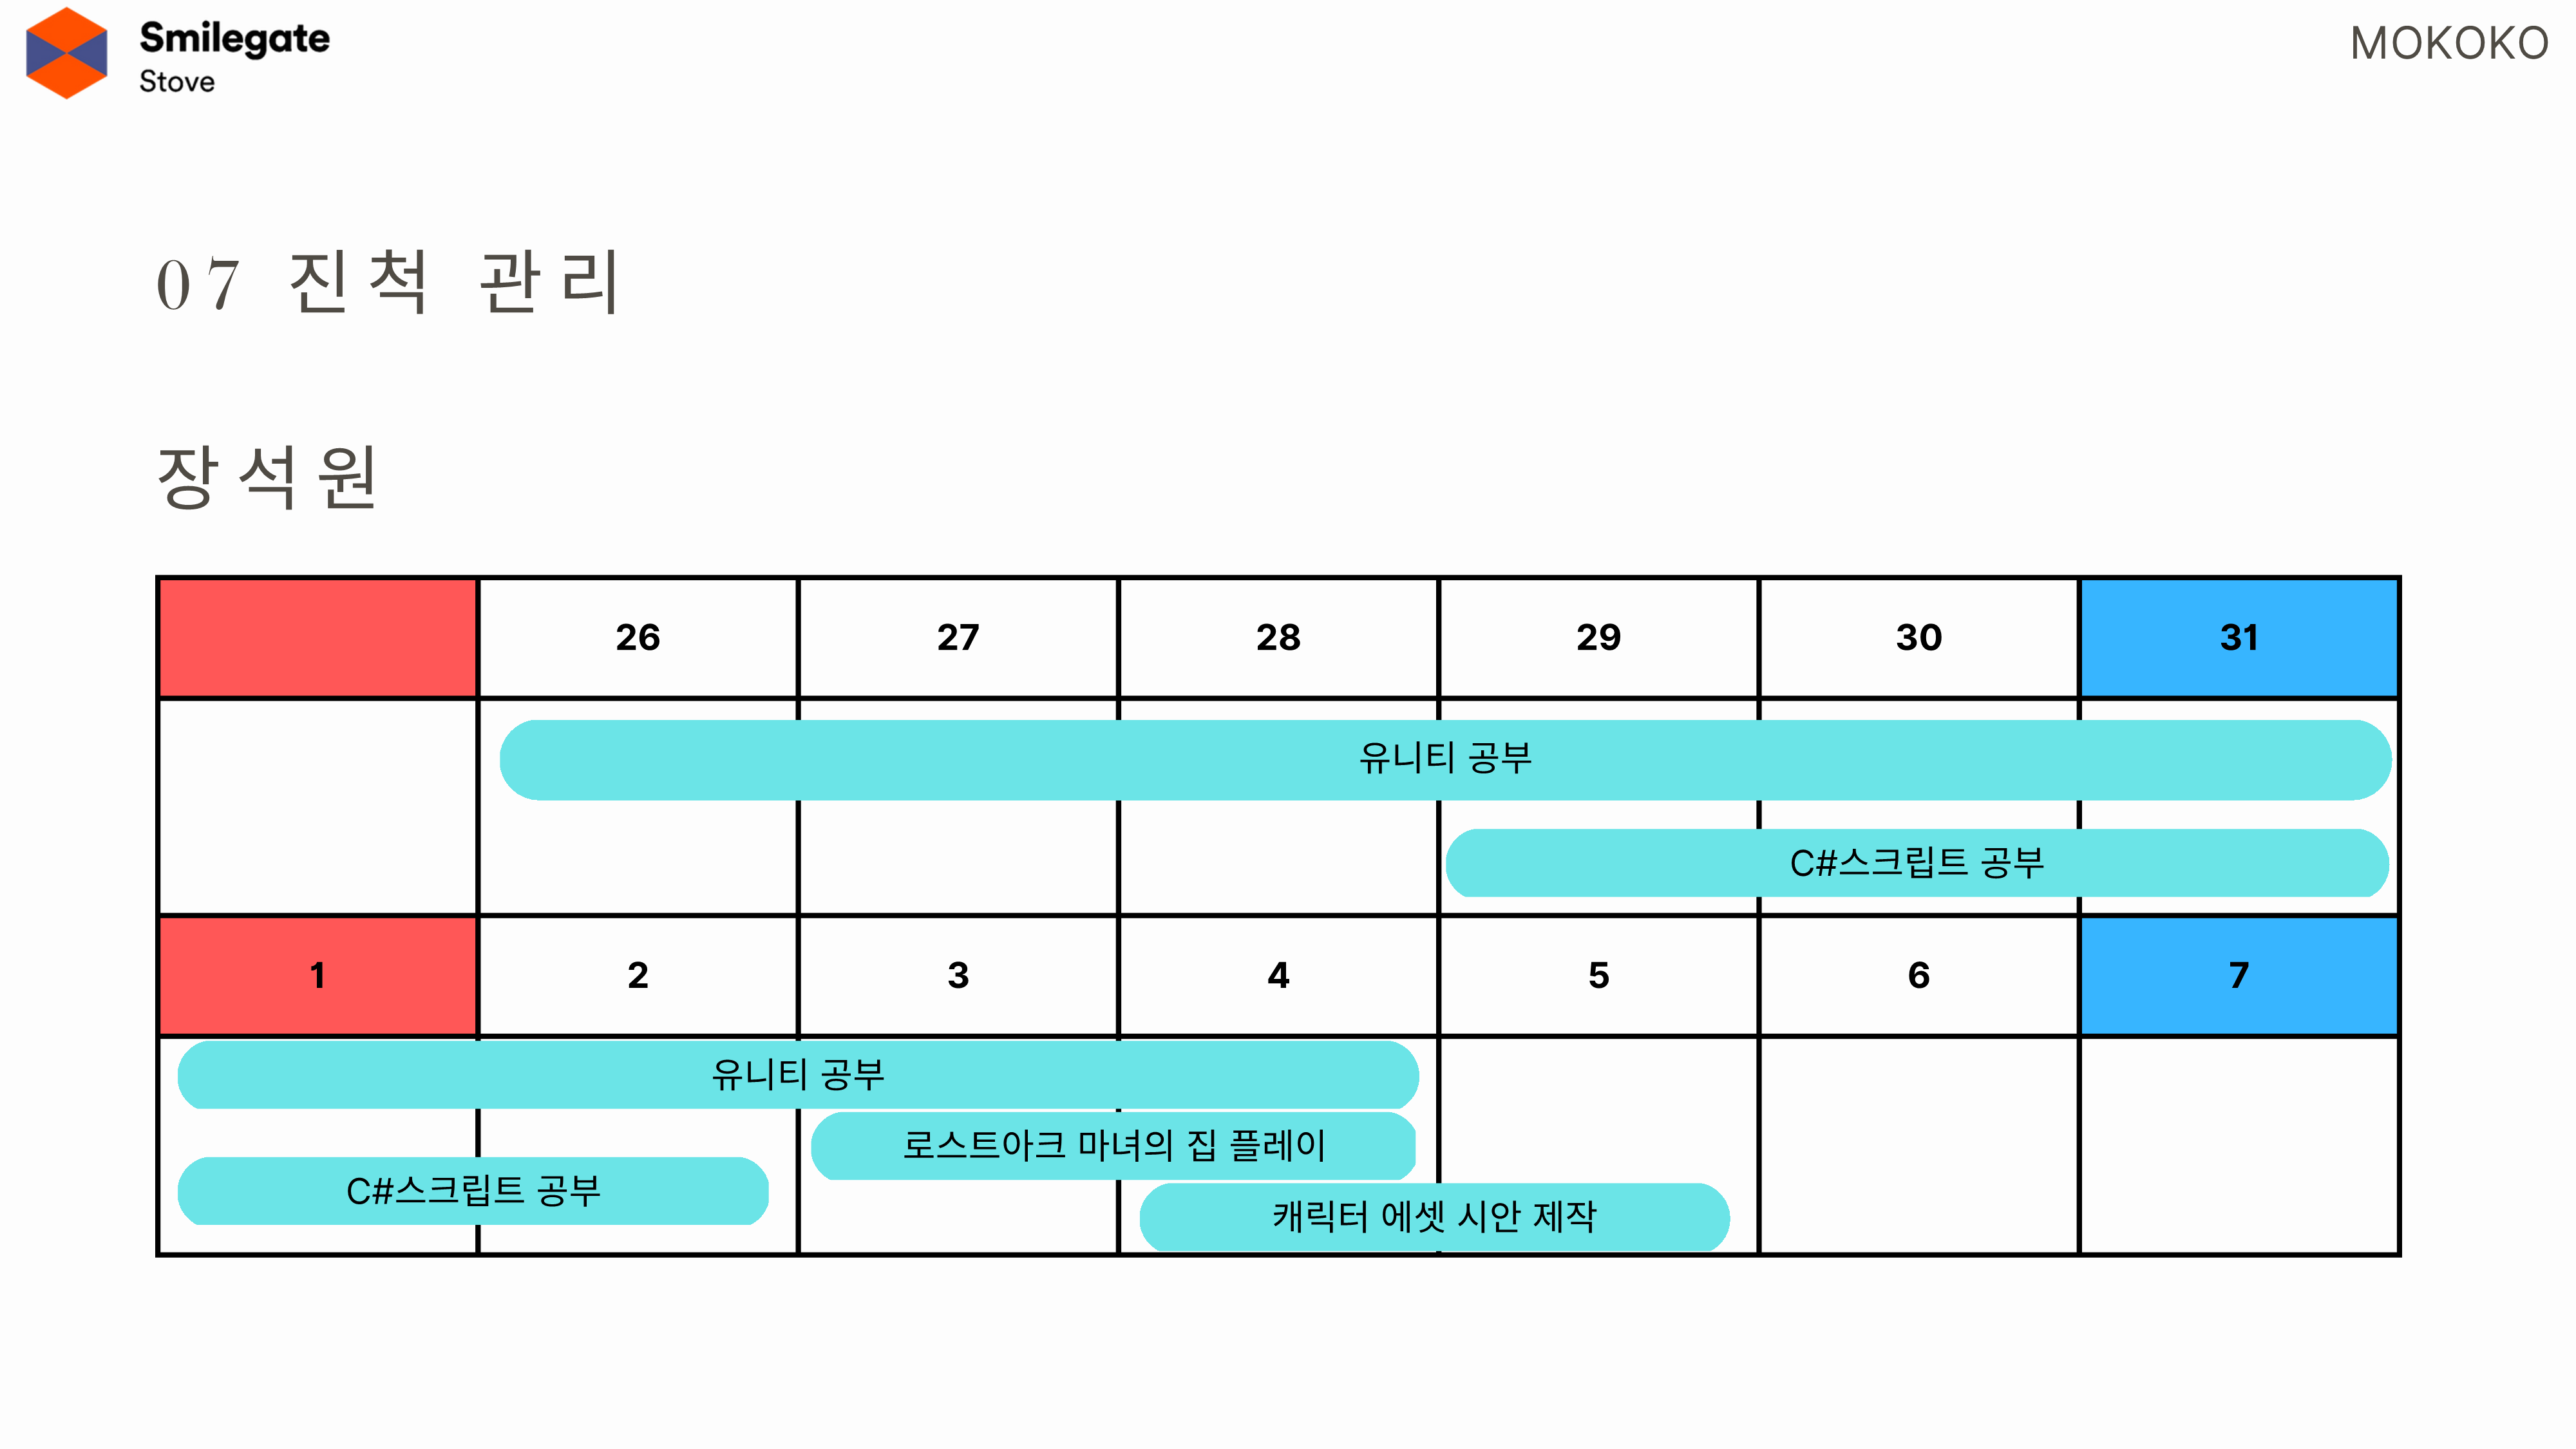 Smilegate
Stove
MOKOKO
07 진척 관리
장석원
26 27 28 29 30 31
유니티 공부
C#스크립트 공부
1 2 3 4 5 6 7
유니티 공부
로스트아크 마녀의 집 플레이
C#스크립트 공부
캐릭터 에셋 시안 제작